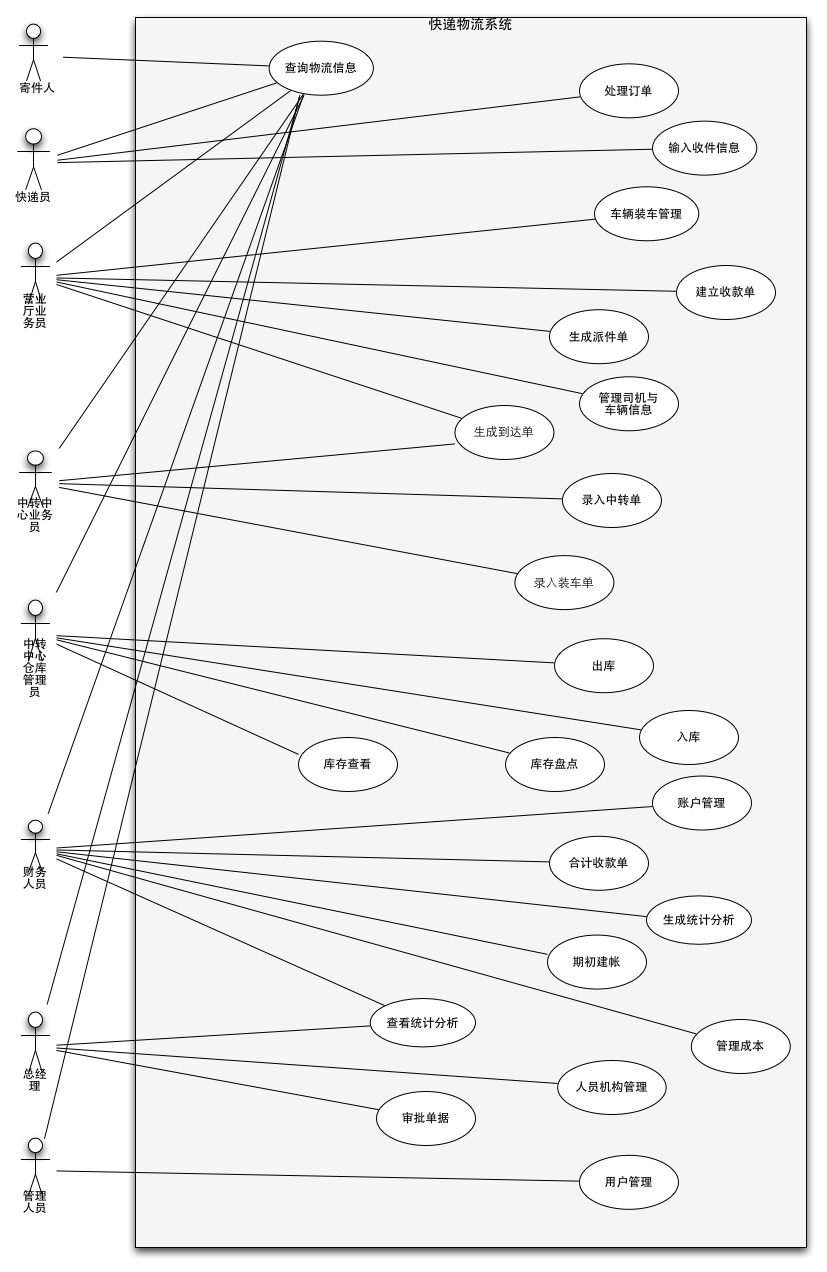 快递物流系统
寄件人
查询物流信息
处理订单
输入收件信息
快递员
车辆装车管理
建立收款单
营业
厅业
务员
生成派件单
管理司机与
车辆信息
生成到达单
中转中
心业务
员
录入中转单
录入装车单
中转
中心
仓库
管理
员
出库
入库
库存查看
库存盘点
账户管理
财务
人员
合计收款单
生成统计分析
期初建帐
查看统计分析
管理成本
总经
理
人员机构管理
审批单据
管理
人员
用户管理